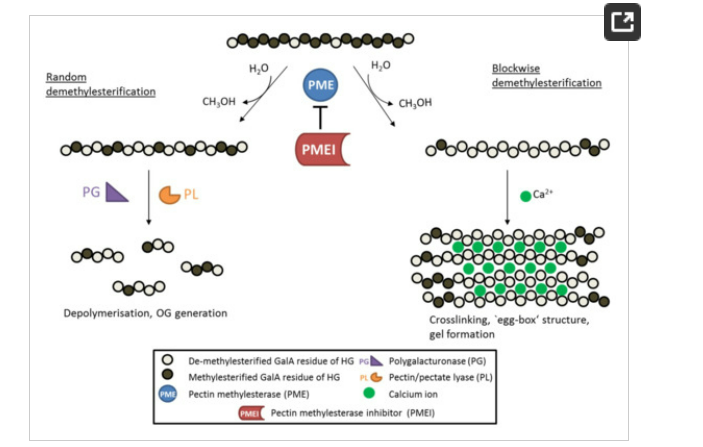 Random
demethylesterification
H₂O
CH₃OH
PME
PMEI
H₂O
CH₃OH
Blockwise
demethylesterification
PG
PL
Ca²⁺
Depolymerisation, OG generation
Crosslinking, `egg-box' structure,
gel formation
De-methylesterified GalA residue of HG PG Polygalacturonase (PG)
Methylesterified GalA residue of HG PL Pectin/pectate lyase (PL)
PME Pectin methylesterase (PME) Calcium ion
PMEI Pectin methylesterase inhibitor (PMEI)